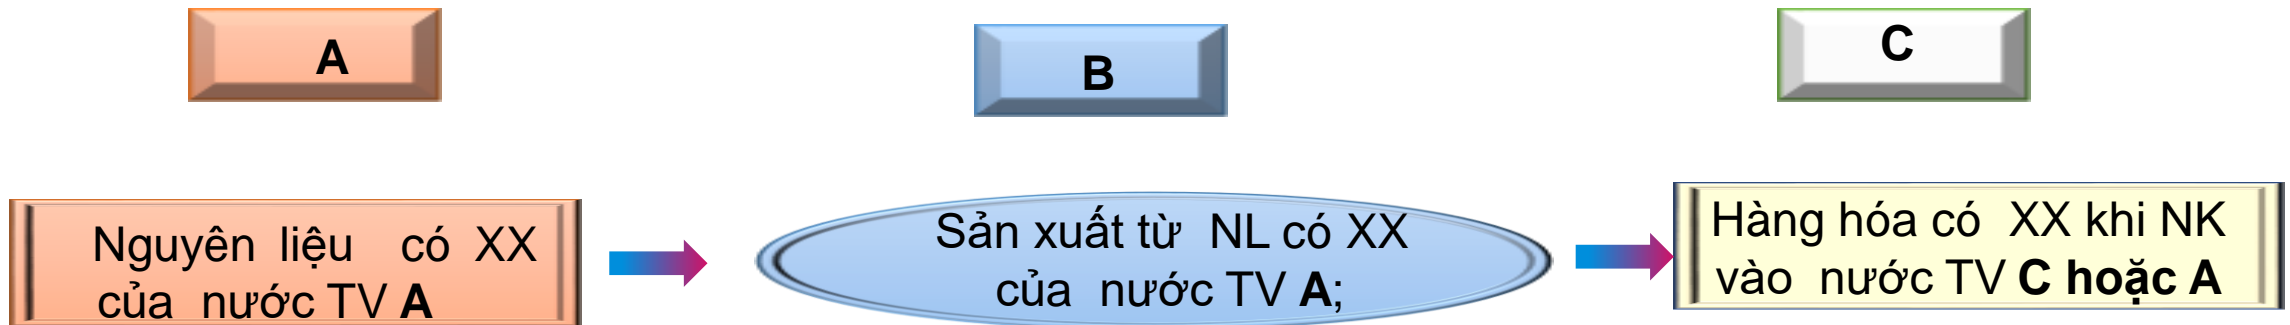 A
B
C
Nguyên liệu có XX
của nước TV A
Sản xuất từ NL có XX
của nước TV A;
Hàng hóa có XX khi NK
vào nước TV C hoặc A